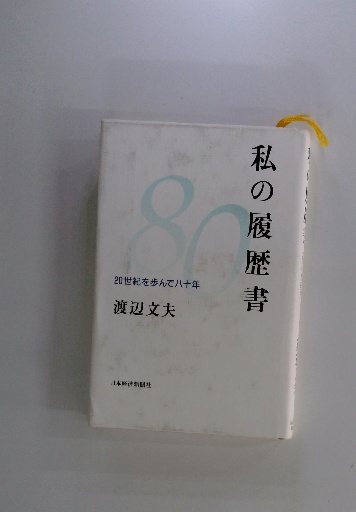 私の履歴書
80
20世紀を歩んで八十年
渡辺文夫
日本経済新聞社